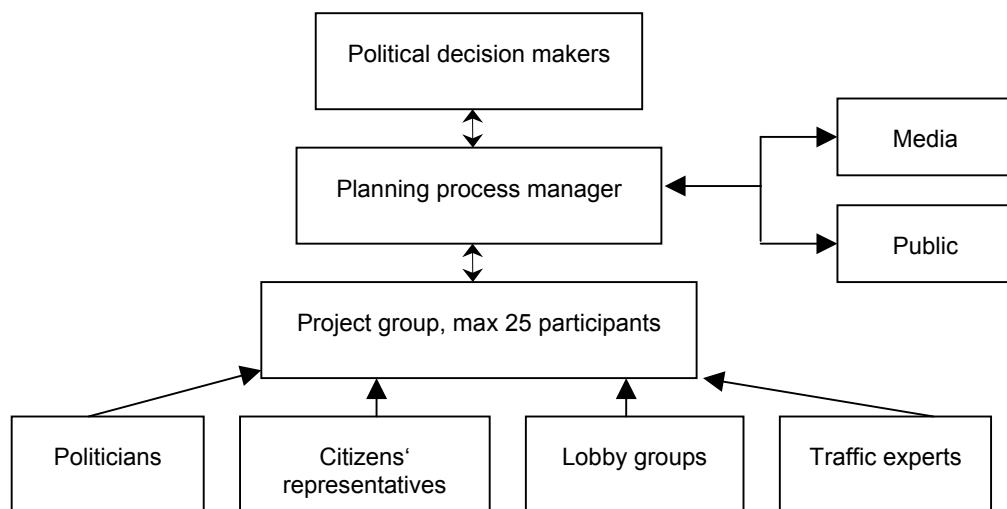 Political decision makers
Media
Planning process manager
Public
Project group, max 25 participants
Politicians
Citizens‘
representatives
Lobby groups
Traffic experts